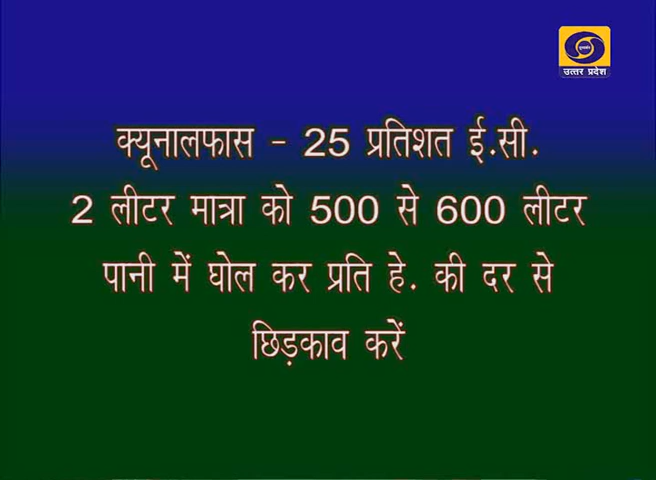 उत्तर प्रदेश
क्यूनालफास - 25 प्रतिशत ई.सी.
2 लीटर मात्रा को 500 से 600 लीटर
पानी में घोल कर प्रति हे. की दर से
छिड़काव करें